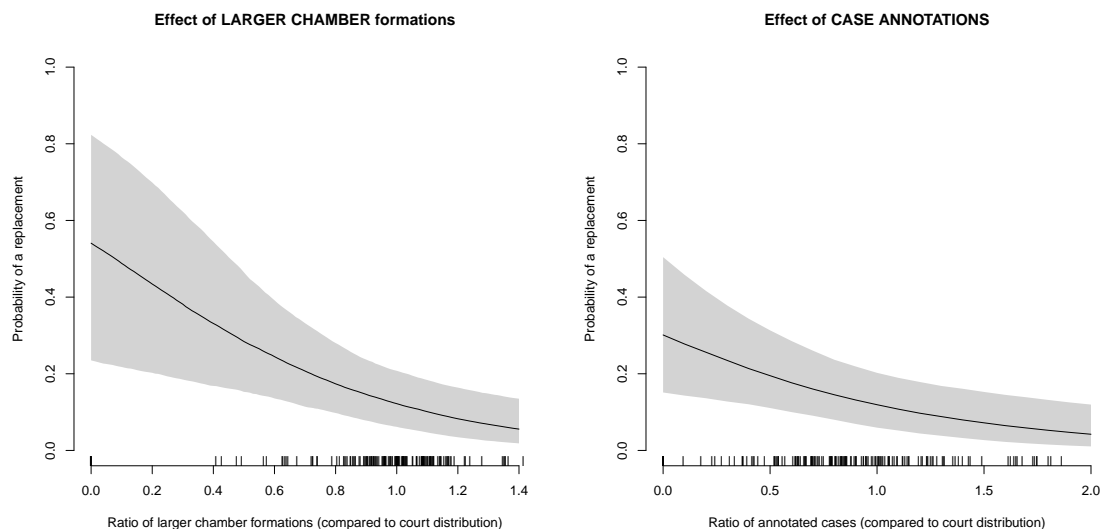 Effect of LARGER CHAMBER formations
Probability of a replacement
1.0
0.8
0.6
0.4
0.2
0.0
0.0 0.2 0.4 0.6 0.8 1.0 1.2 1.4
Ratio of larger chamber formations (compared to court distribution)
Effect of CASE ANNOTATIONS
Probability of a replacement
1.0
0.8
0.6
0.4
0.2
0.0
0.0 0.5 1.0 1.5 2.0
Ratio of annotated cases (compared to court distribution)